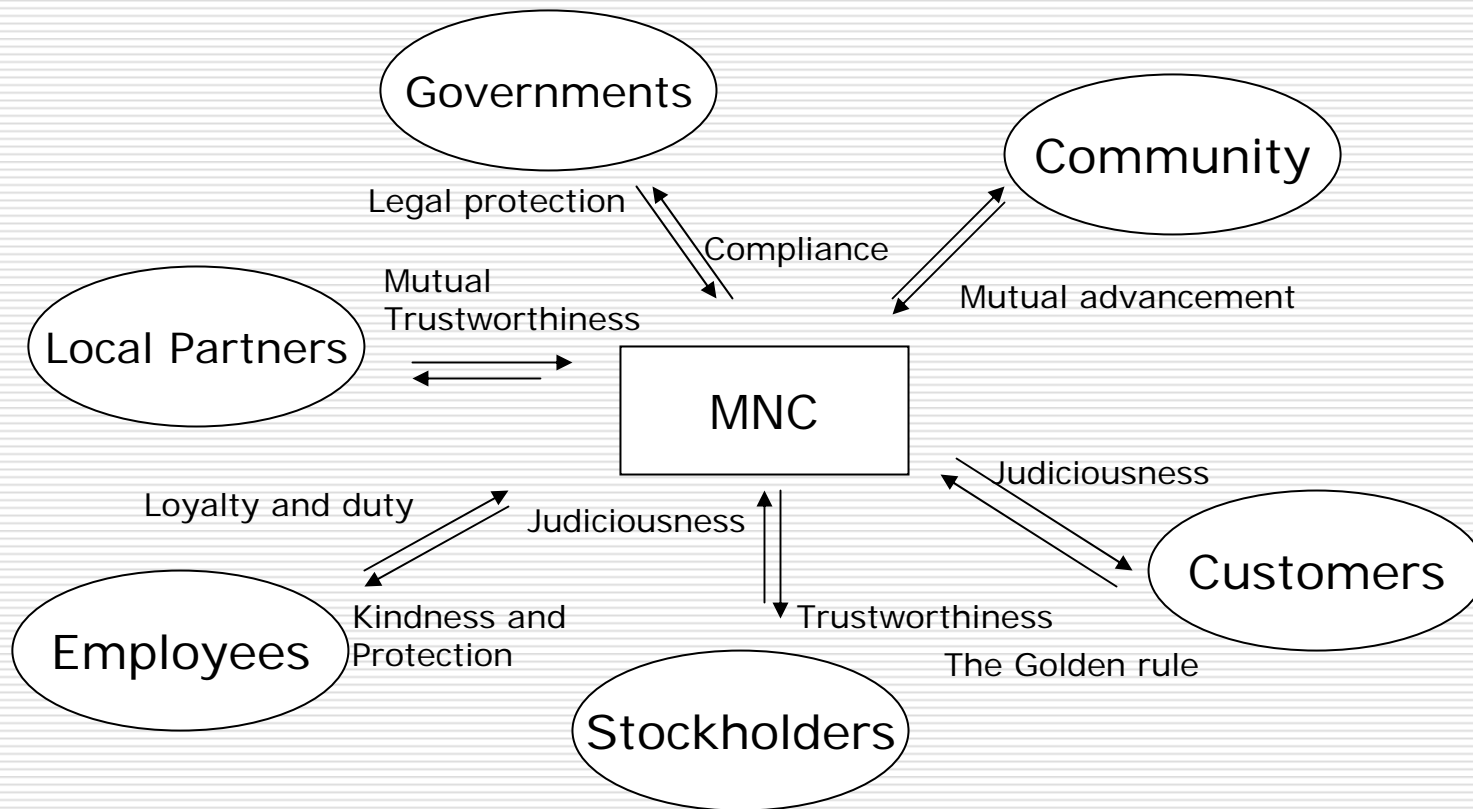 Governments
Community
Legal protection
Compliance
Mutual
Trustworthiness
Mutual advancement
Local Partners
MNC
Judiciousness
Loyalty and duty
Judiciousness
Customers
Employees
Kindness and
Protection
Trustworthiness
The Golden rule
Stockholders